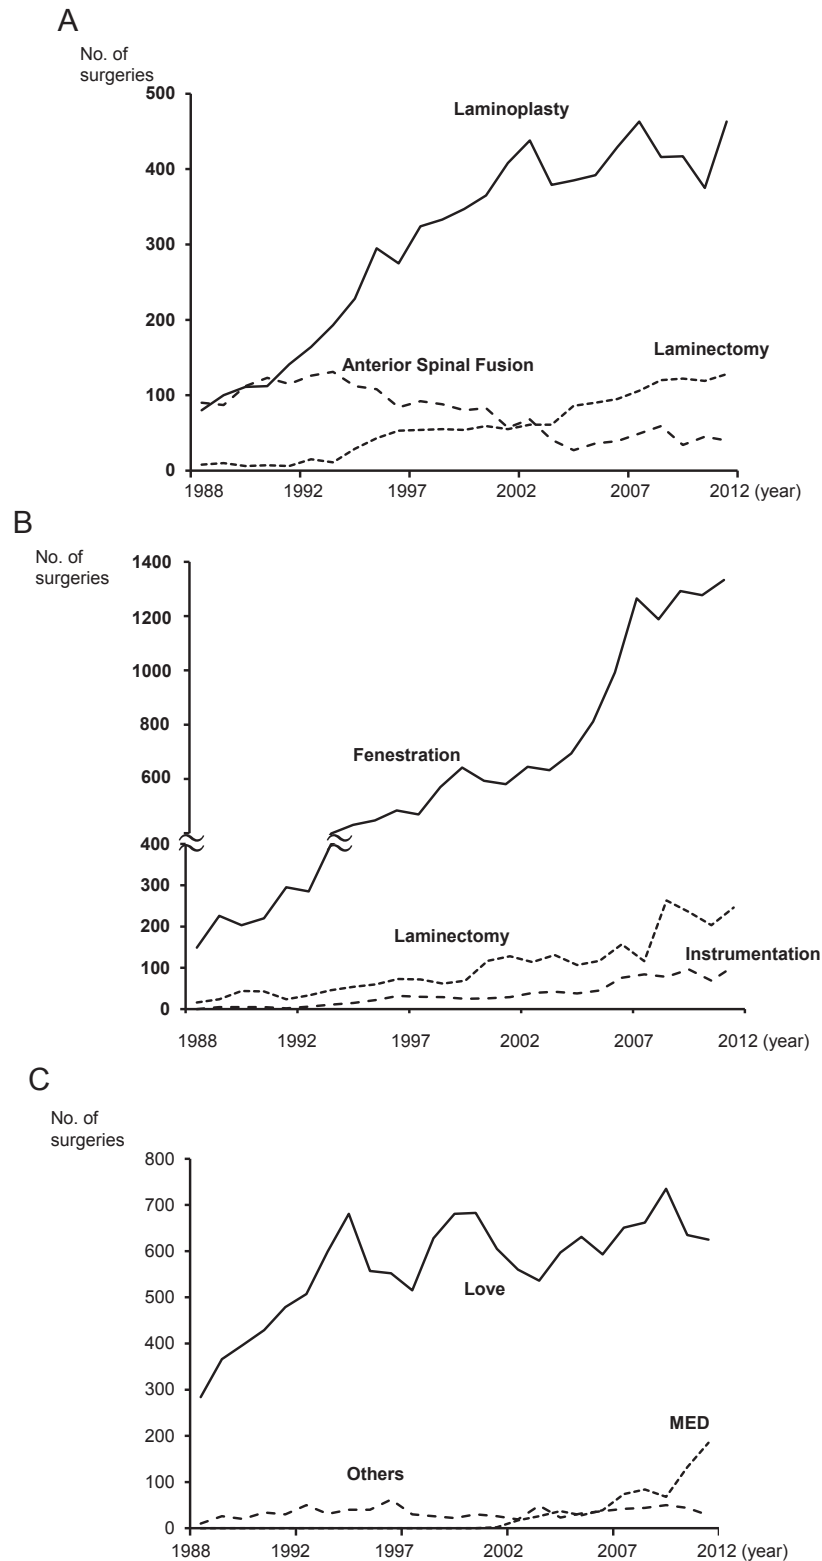 A
No. of
surgeries
500
Laminoplasty
400
300
200
Laminectomy
Anterior Spinal Fusion
100
0
1988 1992 1997 2002 2007 2012 (year)
B
No. of
surgeries
1400
1200
1000
800
Fenestration
600
400
300
200
Laminectomy
Instrumentation
100
0
1988 1992 1997 2002 2007 2012 (year)
C
No. of
surgeries
800
700
600
Love
500
400
300
200
MED
Others
100
0
1988 1992 1997 2002 2007 2012 (year)